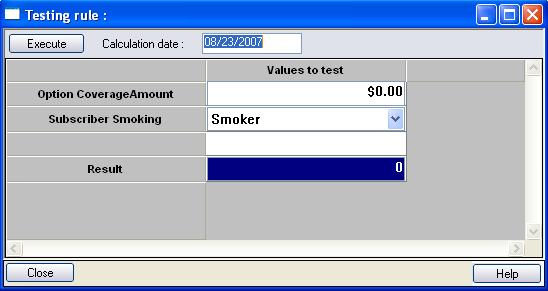 Testing rule :
Execute Calculation date : 08/23/2007
Values to test
Option CoverageAmount $0.00
Subscriber Smoking Smoker
Result 0
Close Help